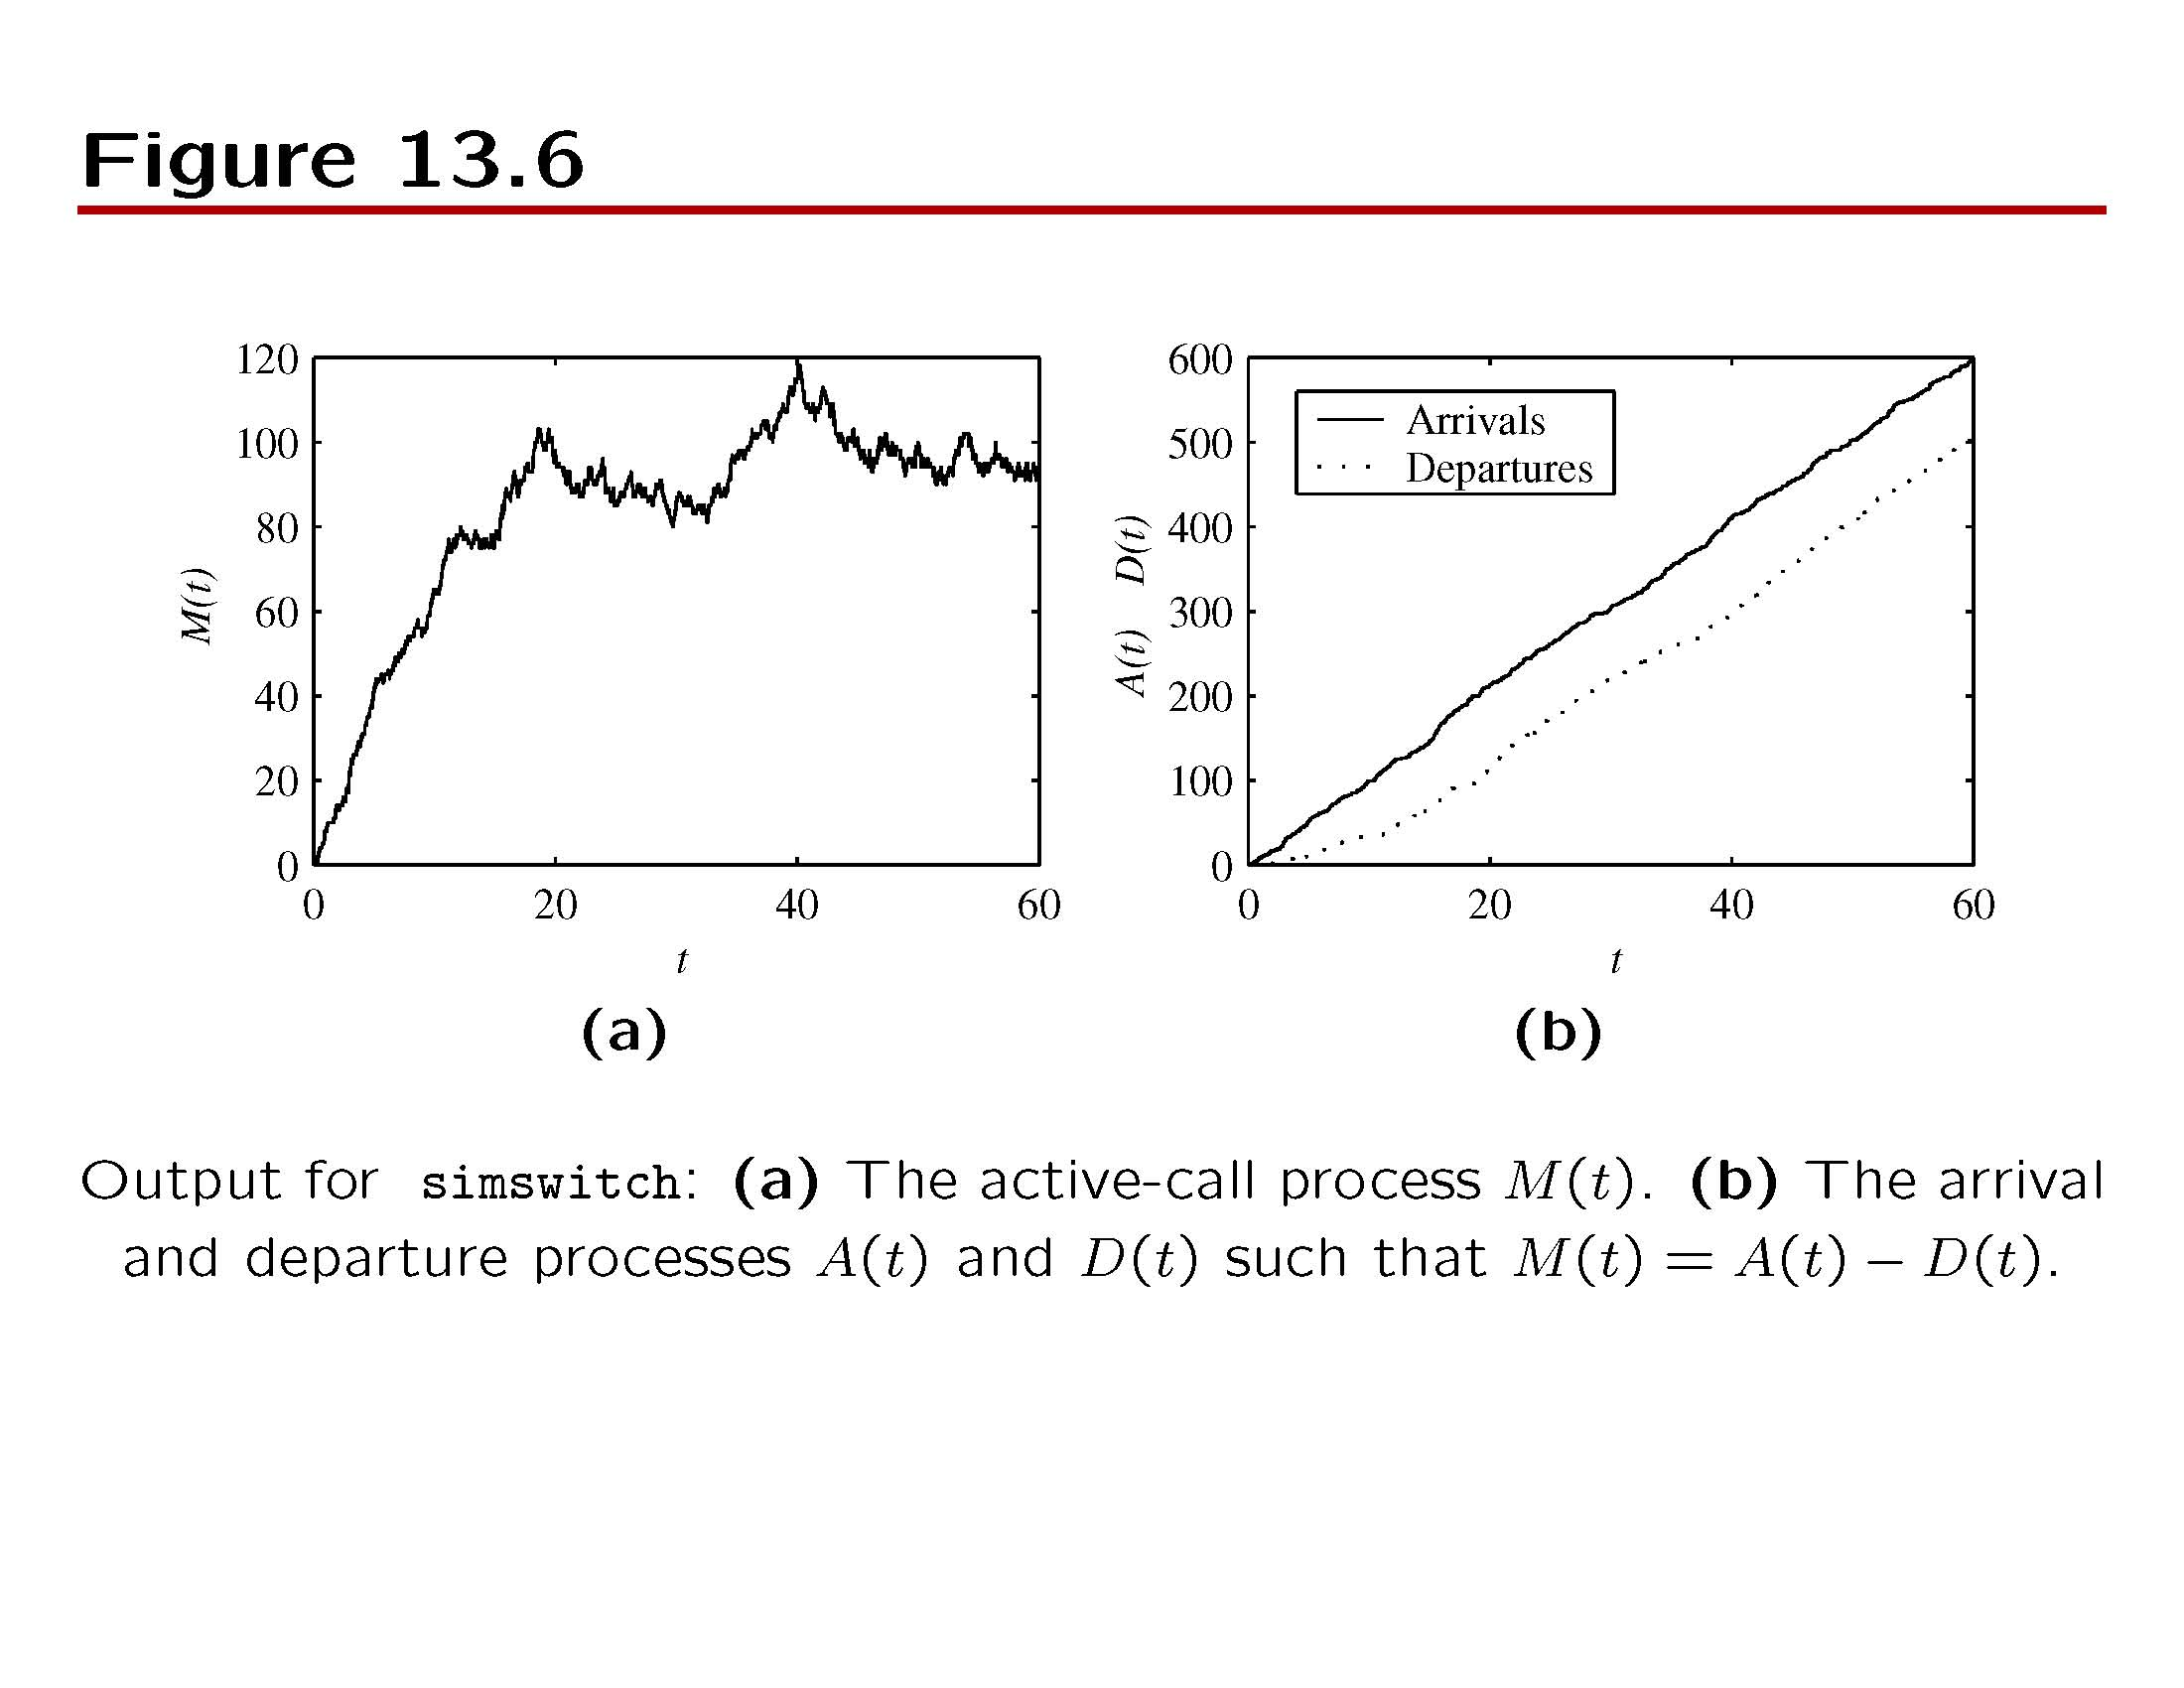 Figure 13.6
120
100
80
60
40
20
0
M(t)
0 20 40 60
t
(a)
600
500
400
300
200
100
0
A(t) D(t)
Arrivals
Departures
0 20 40 60
t
(b)
Output for simswitch: (a) The active-call process M(t). (b) The arrival
and departure processes A(t) and D(t) such that M(t) = A(t) − D(t).